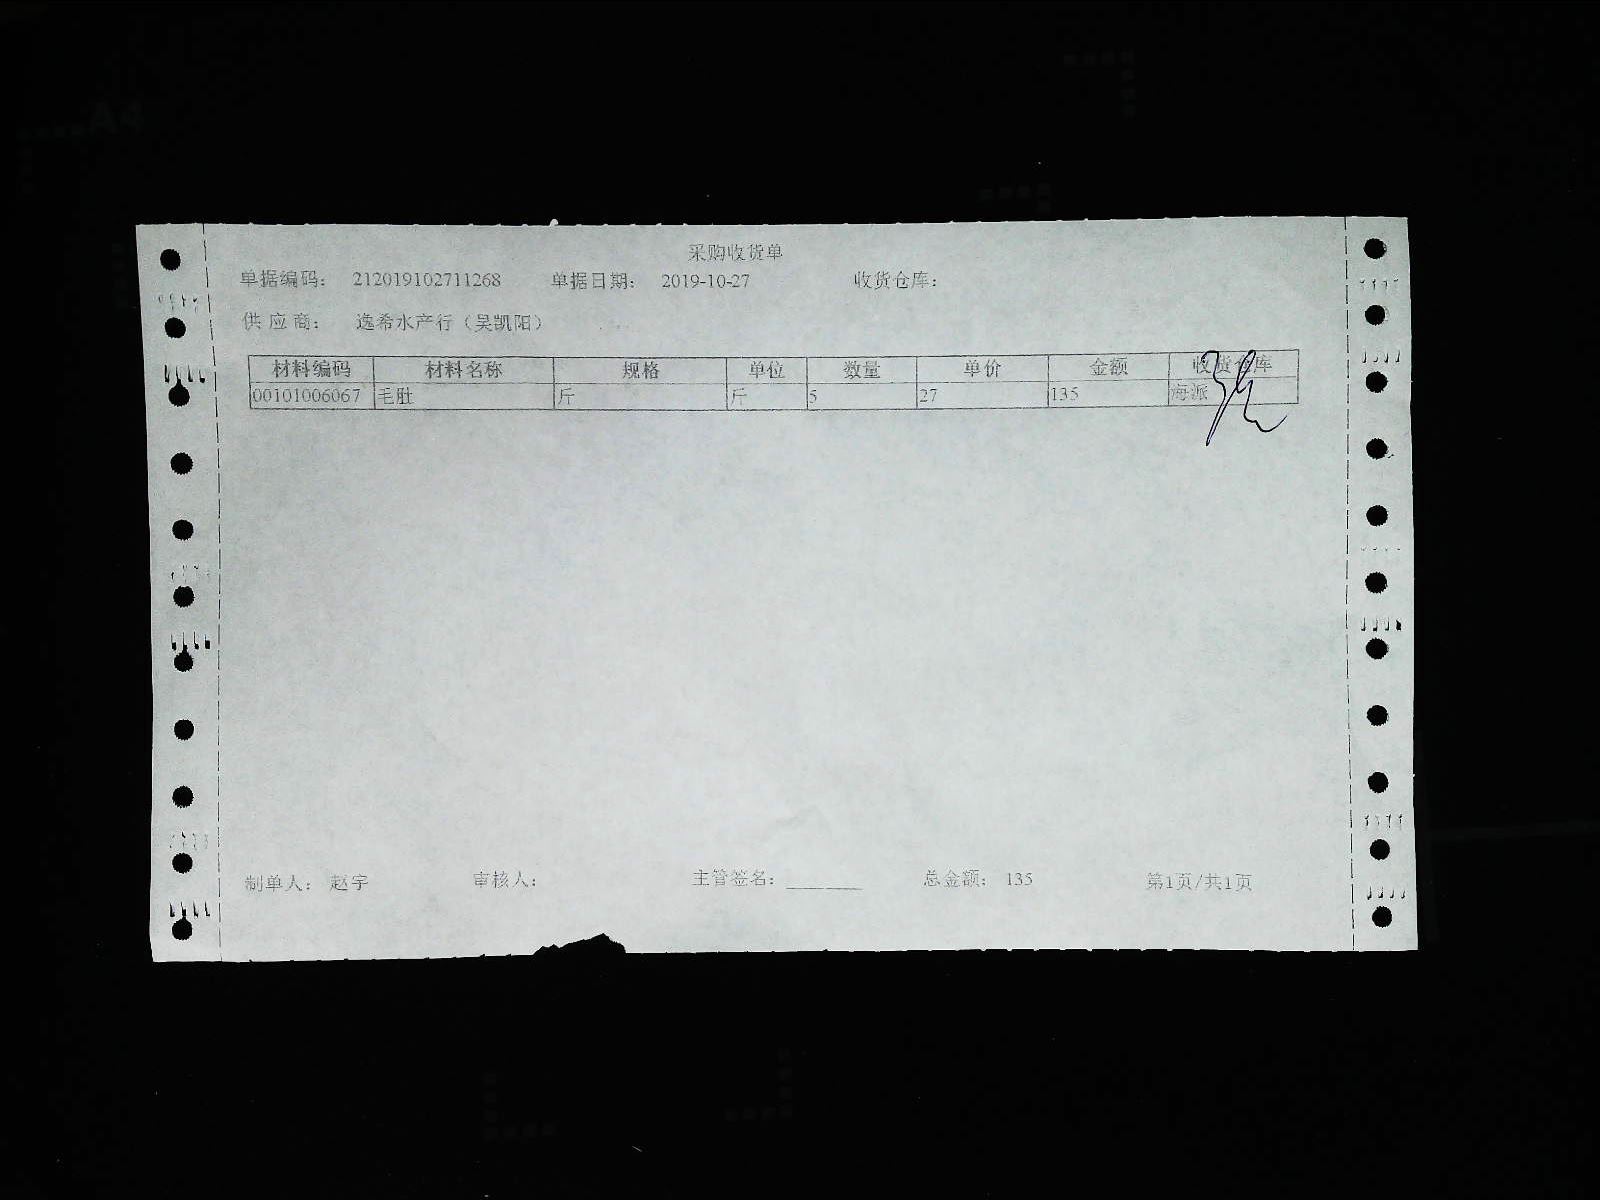 采购收货单
单据编码： 212019102711268 单据日期： 2019-10-27 收货仓库：
供 应 商： 逸希水产行（吴凯阳）
材料编码 材料名称 规格 单位 数量 单价 金额 收货仓库
00101006067 毛肚 斤 斤 5 27 135 海派
制单人： 赵宇 审核人： 主管签名：________ 总金额： 135 第1页/共1页